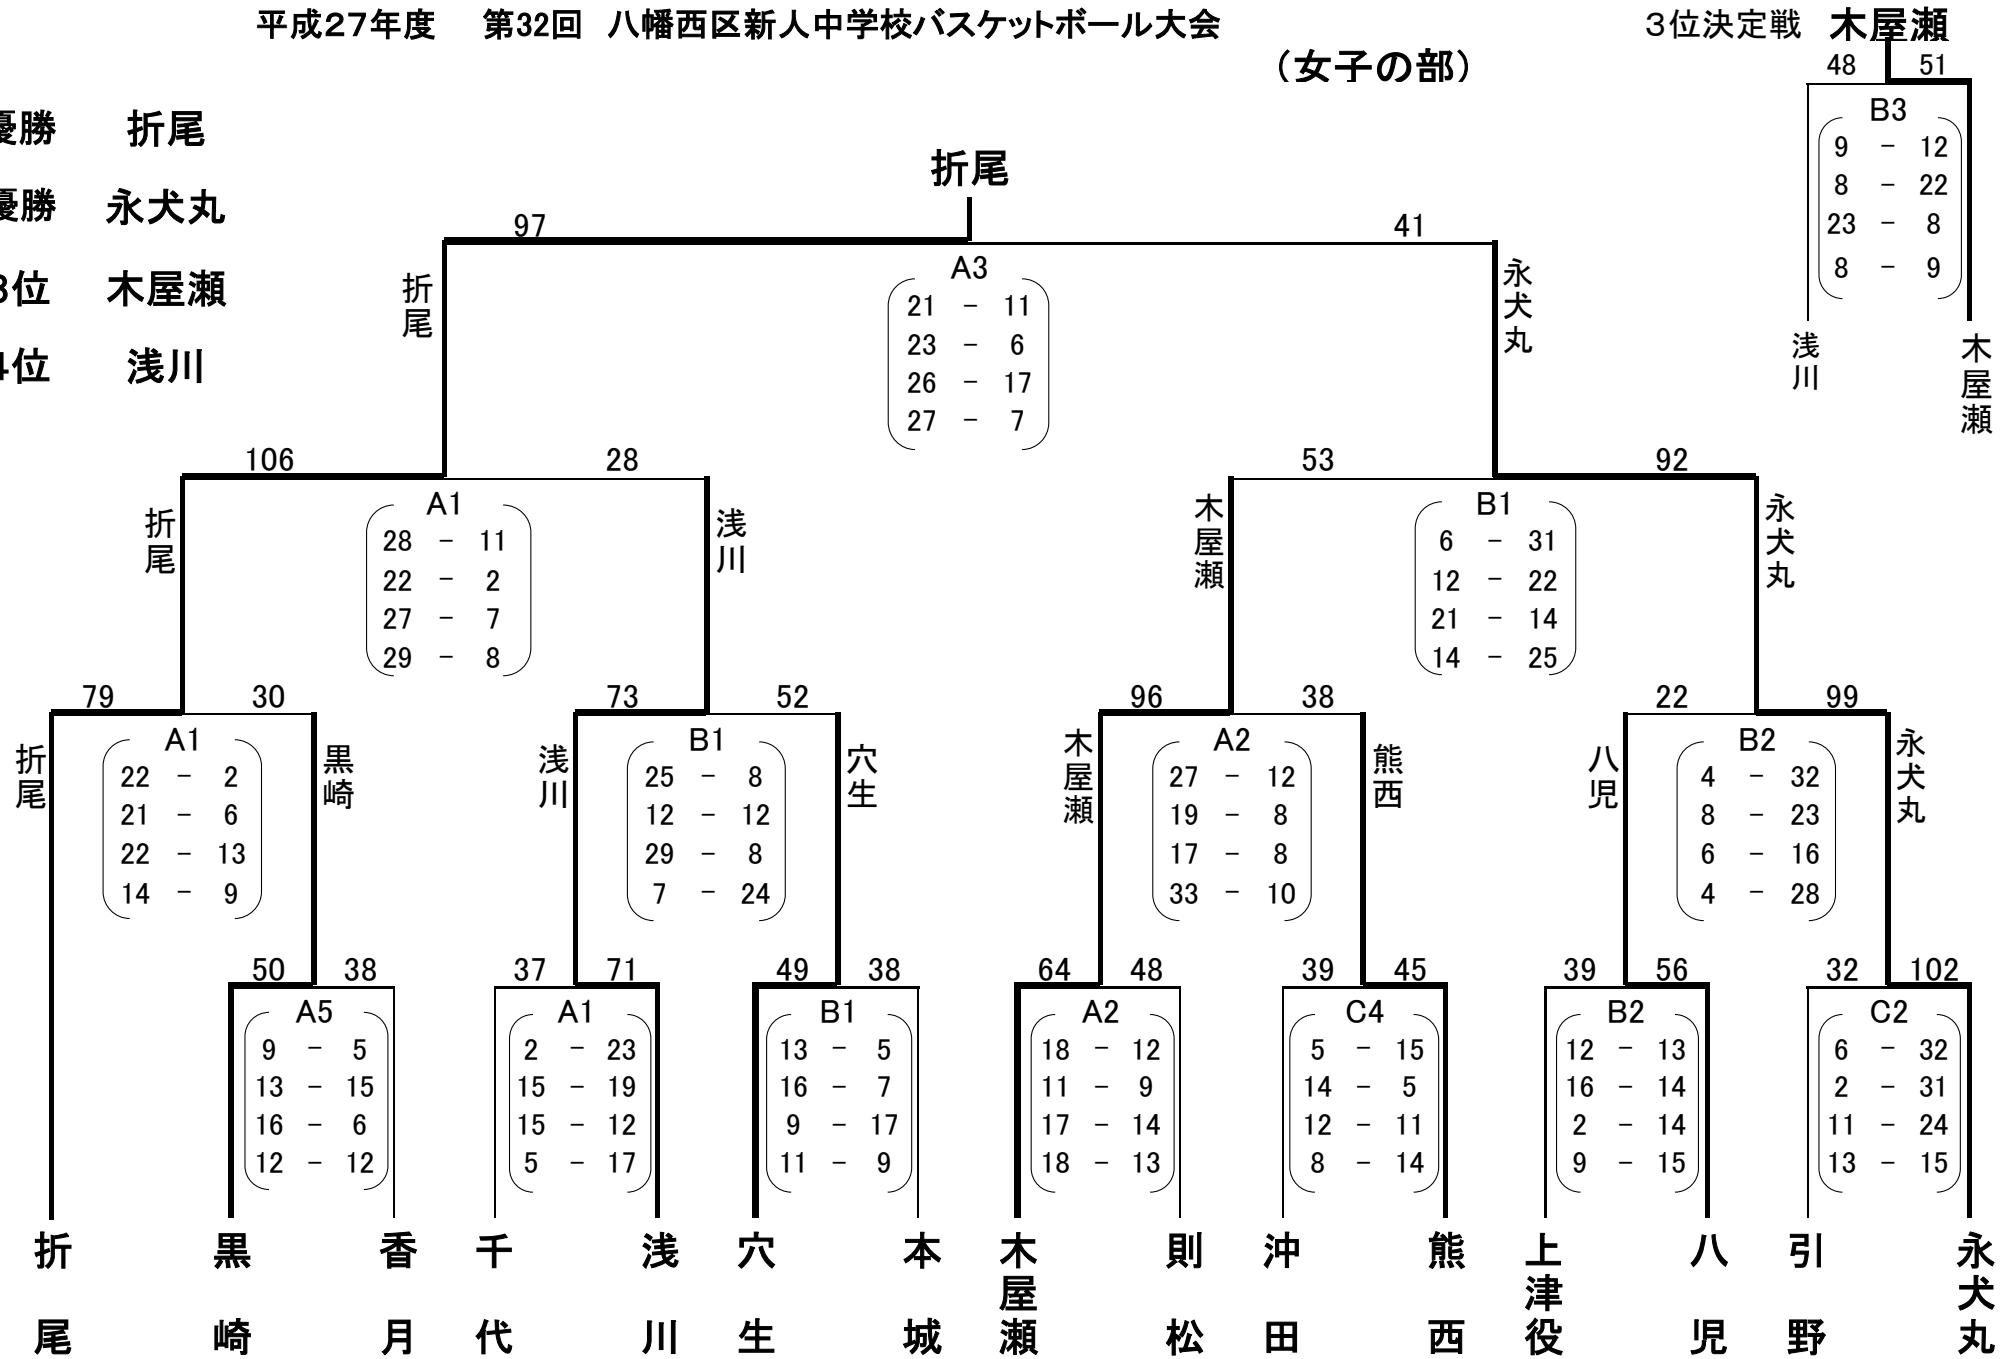 平成27年度　第32回　八幡西区新人中学校バスケットボール大会
（女子の部）
3位決定戦　木屋瀬
48 51
B3
9 － 12
8 － 22
23 － 8
8 － 9
浅川
木屋瀬
優勝　折尾
優勝　永犬丸
3位　木屋瀬
4位　浅川
折尾
97 41
折尾
永犬丸
A3
21 － 11
23 － 6
26 － 17
27 － 7
106 28
折尾
浅川
A1
28 － 11
22 － 2
27 － 7
29 － 8
53 92
木屋瀬
永犬丸
B1
6 － 31
12 － 22
21 － 14
14 － 25
79 30
折尾
黒崎
A1
22 － 2
21 － 6
22 － 13
14 － 9
73 52
浅川
穴生
B1
25 － 8
12 － 12
29 － 8
7 － 24
96 38
木屋瀬
熊西
A2
27 － 12
19 － 8
17 － 8
33 － 10
22 99
八児
永犬丸
B2
4 － 32
8 － 23
6 － 16
4 － 28
50 38
A5
9 － 5
13 － 15
16 － 6
12 － 12
37 71
A1
2 － 23
15 － 19
15 － 12
5 － 17
49 38
B1
13 － 5
16 － 7
9 － 17
11 － 9
64 48
A2
18 － 12
11 － 9
17 － 14
18 － 13
39 45
C4
5 － 15
14 － 5
12 － 11
8 － 14
39 56
B2
12 － 13
16 － 14
2 － 14
9 － 15
32 102
C2
6 － 32
2 － 31
11 － 24
13 － 15
折尾
黒崎
香月
千代
浅川
穴生
本城
木屋瀬
則松
沖田
熊西
上津役
八児
引野
永犬丸